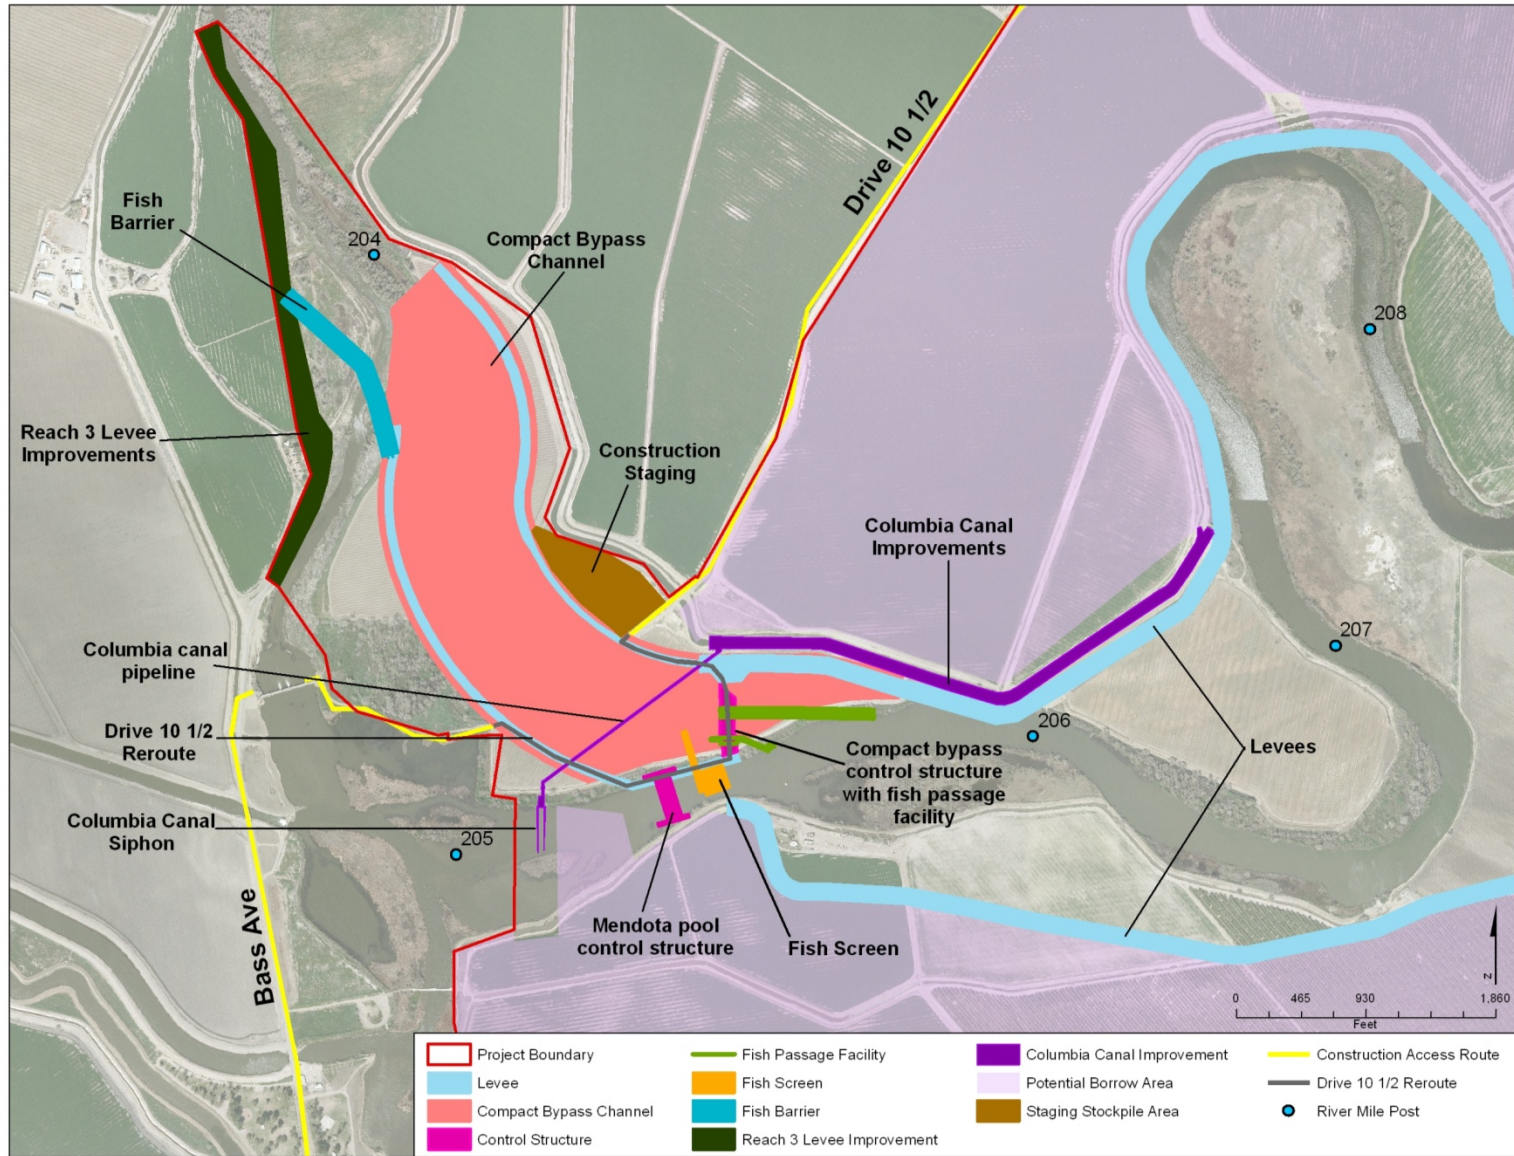 Drive 10 1/2
Fish
Barrier
204
Compact Bypass
Channel
208
Reach 3 Levee
Improvements
Construction
Staging
Columbia Canal
Improvements
207
Columbia canal
pipeline
206
Drive 10 1/2
Reroute
Compact bypass
control structure
with fish passage
facility
Levees
Columbia Canal
Siphon
205
Bass Ave
Mendota pool
control structure
Fish Screen
N
0 465 930 1,860
Feet
Project Boundary
Levee
Compact Bypass Channel
Control Structure
Fish Passage Facility
Fish Screen
Fish Barrier
Reach 3 Levee Improvement
Columbia Canal Improvement
Potential Borrow Area
Staging Stockpile Area
Construction Access Route
Drive 10 1/2 Reroute
River Mile Post